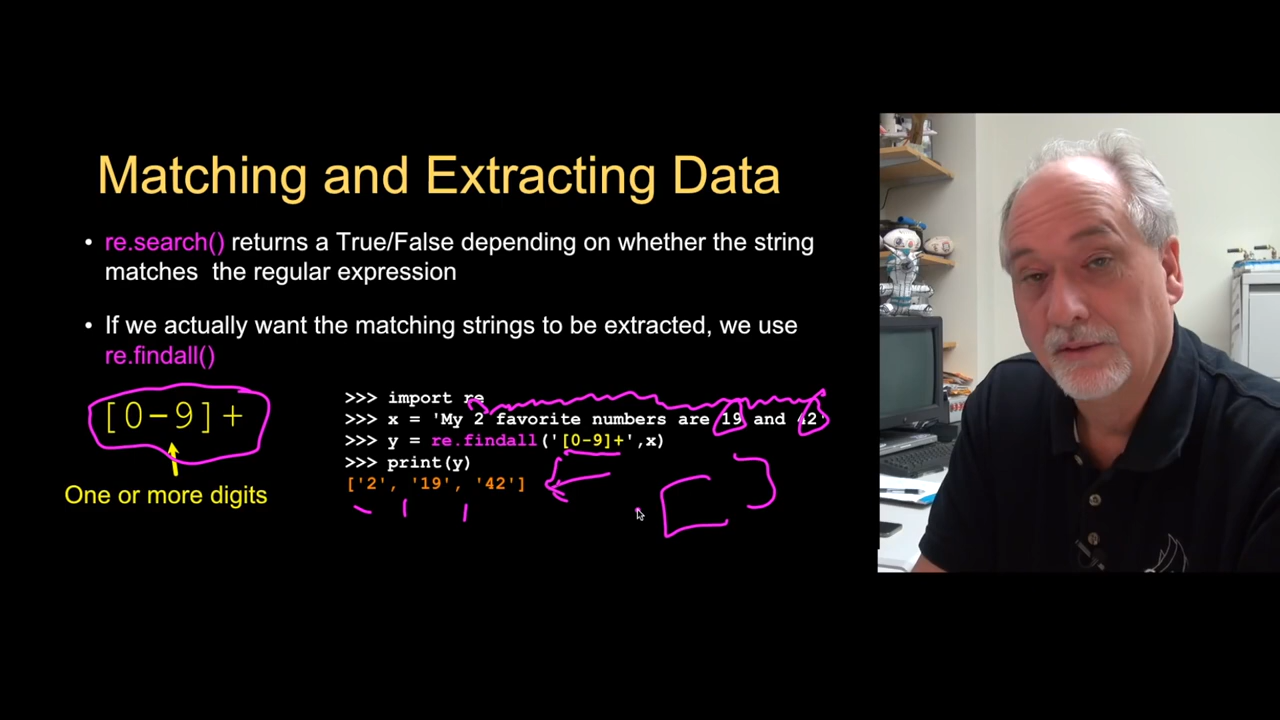 Matching and Extracting Data
• re.search() returns a True/False depending on whether the string
matches the regular expression
• If we actually want the matching strings to be extracted, we use
re.findall()
[0-9]+
One or more digits
>>> import re
>>> x = 'My 2 favorite numbers are 19 and 42'
>>> y = re.findall('[0-9]+',x)
>>> print(y)
['2', '19', '42']